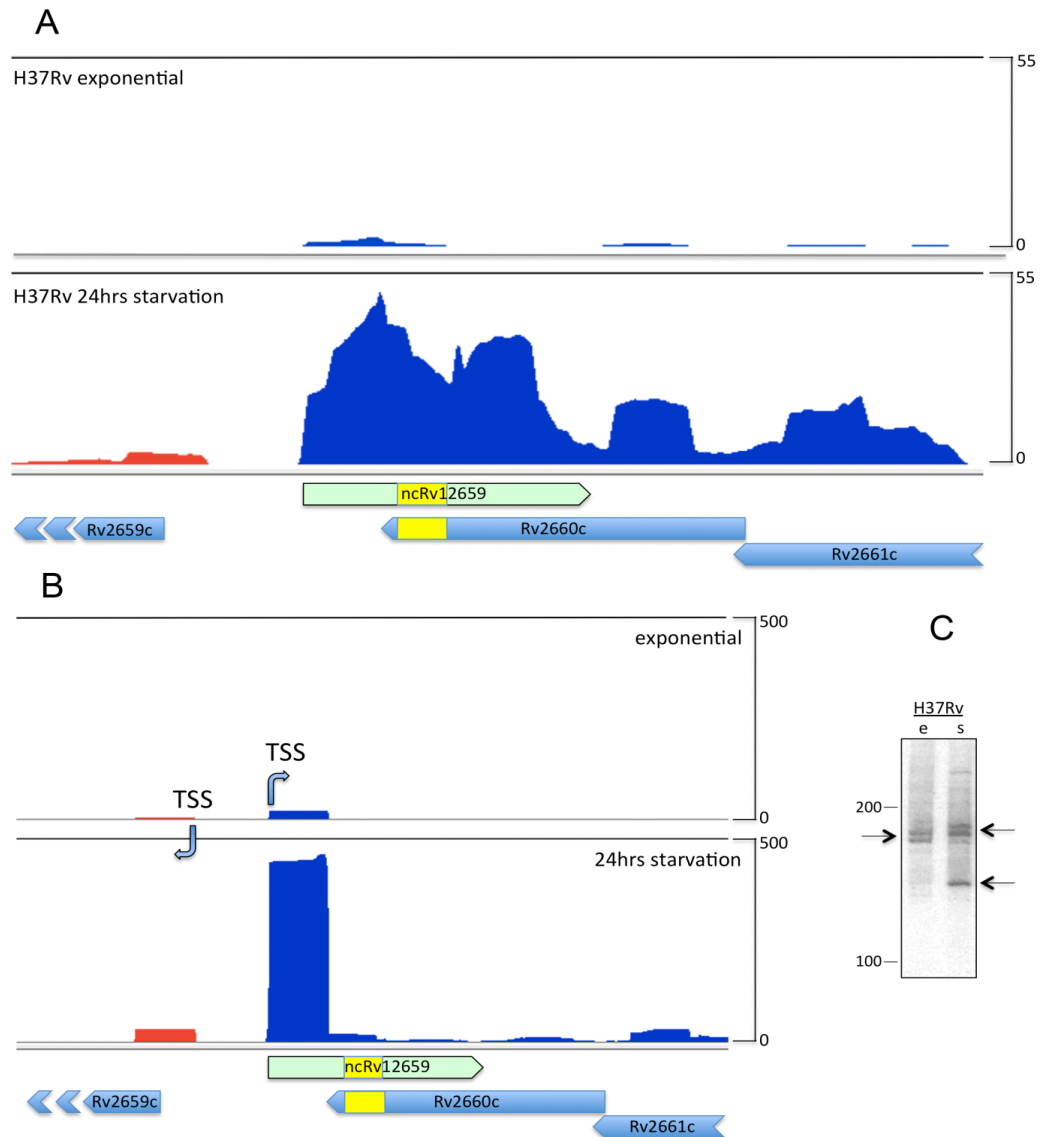 A
55
H37Rv exponential
0
55
H37Rv 24hrs starvation
0
ncRv12659
Rv2659c
Rv2660c
Rv2661c
B
500
exponential
TSS
TSS
0
500
24hrs starvation
0
ncRv12659
Rv2659c
Rv2660c
Rv2661c
C
H37Rv
e s
200
100